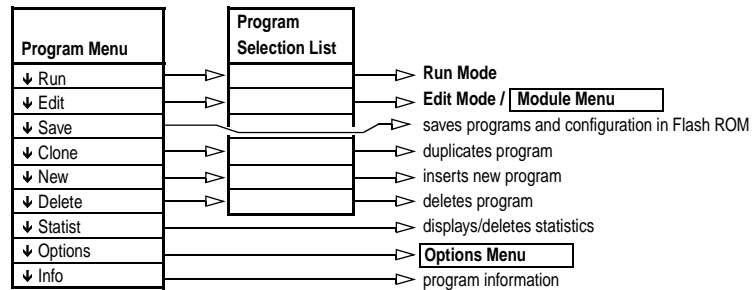 Program Menu
Program
Selection List
↓ Run
Run Mode
↓ Edit
Edit Mode / Module Menu
↓ Save
saves programs and configuration in Flash ROM
↓ Clone
duplicates program
↓ New
inserts new program
↓ Delete
deletes program
↓ Statist
displays/deletes statistics
↓ Options
Options Menu
↓ Info
program information